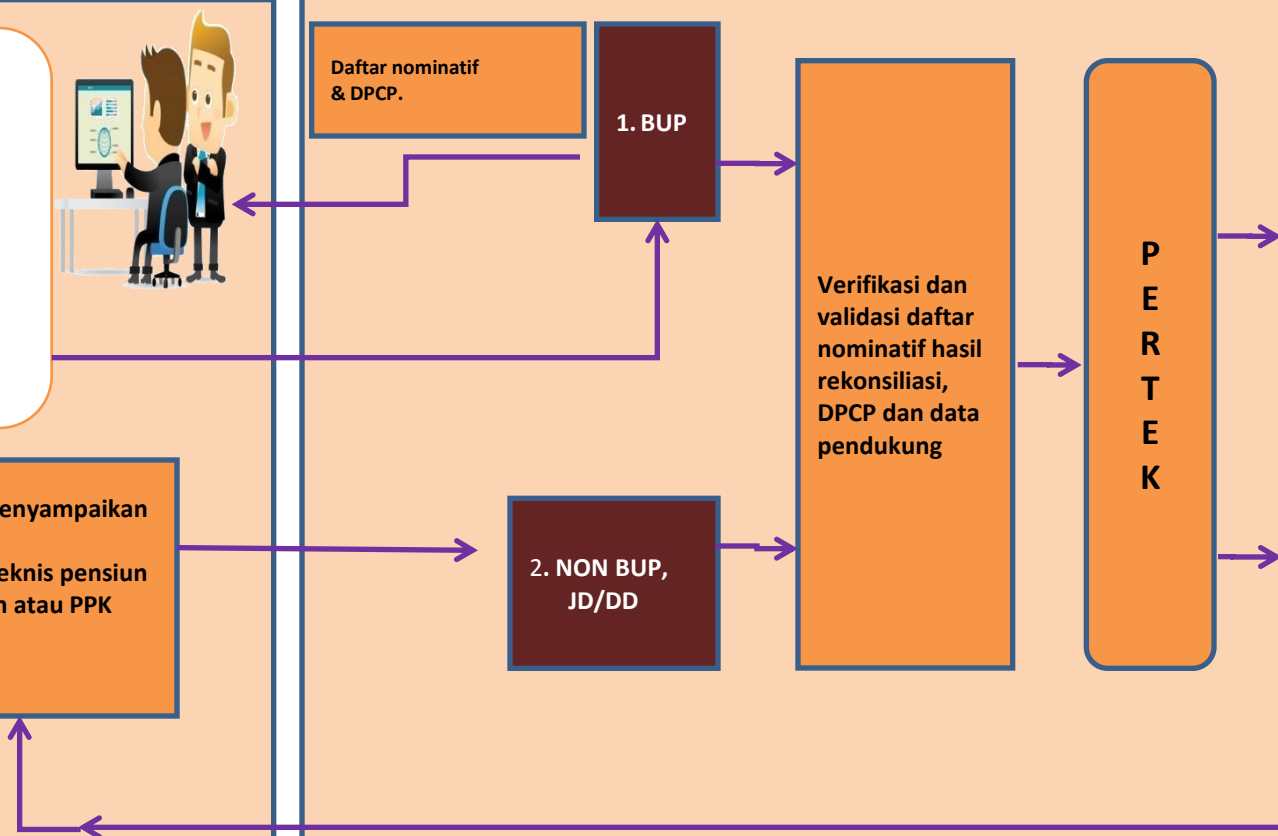 Daftar nominatif
& DPCP.
1. BUP
Verifikasi dan
validasi daftar
nominatif hasil
rekonsiliasi,
DPCP dan data
pendukung
P
E
R
T
E
K
enyampaikan
eknis pensiun
n atau PPK
2. NON BUP,
JD/DD